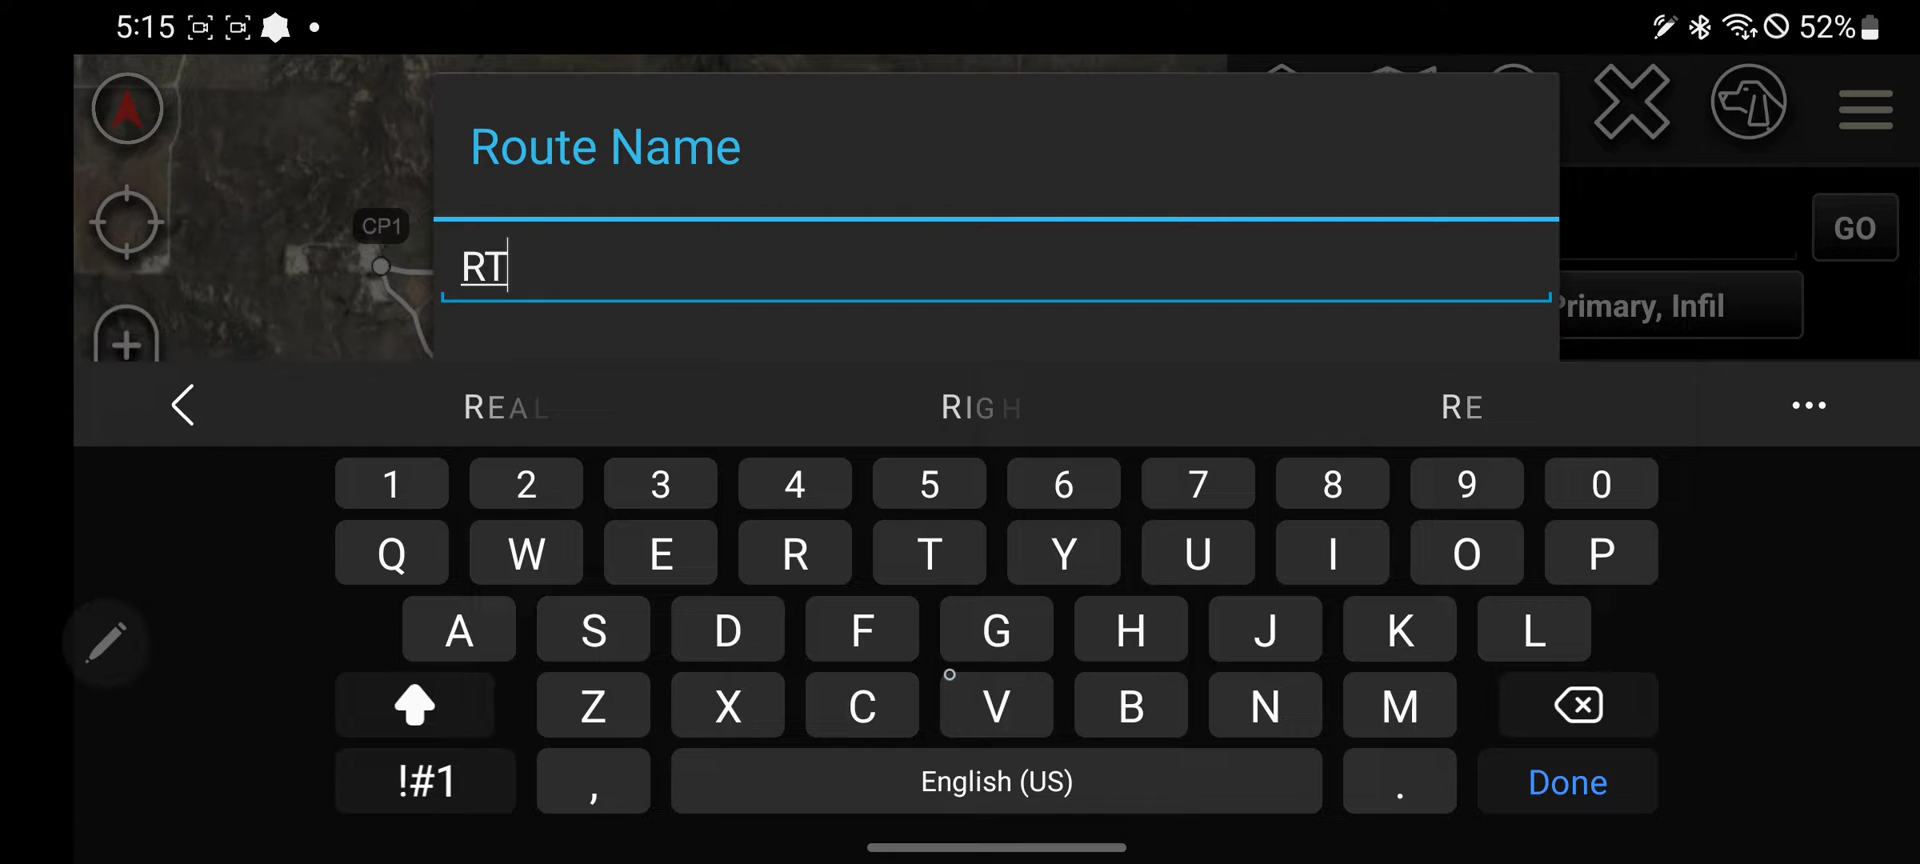 5:15
52%
Route Name
CP1
RT
GO
Primary, Infil
REAL
RIGH
RE
1 2 3 4 5 6 7 8 9 0
Q W E R T Y U I O P
A S D F G H J K L
Z X C V B N M
!#1 , English (US) . Done